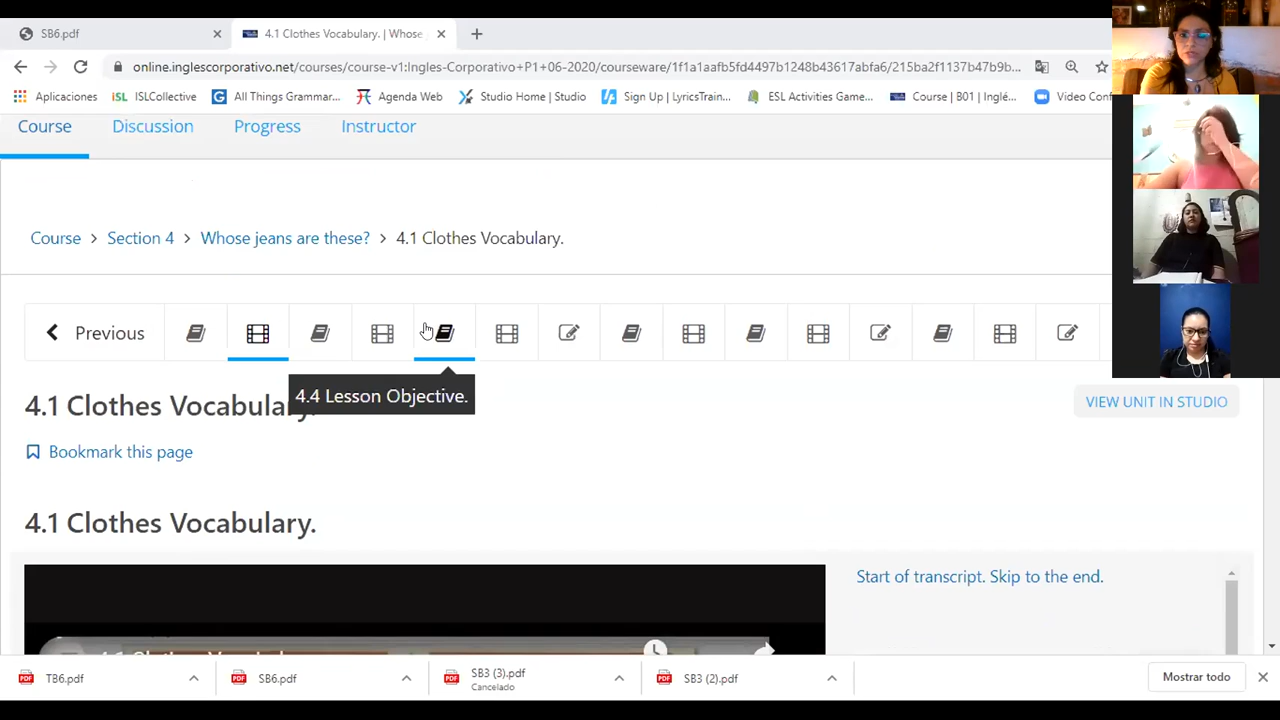 SB6.pdf
4.1 Clothes Vocabulary. | Whose
online.inglescorporativo.net/courses/course-v1:Ingles-Corporativo+P1+06-2020/courseware/1f1a1aafb5fd4497b1248b43617abfa6/215ba2f1137b47b9b...
Aplicaciones
ISLCollective
All Things Grammar...
Agenda Web
Studio Home | Studio
Sign Up | LyricsTrain...
ESL Activities Game...
Course | B01 | Inglé...
Video Conf
Course
Discussion
Progress
Instructor
Course > Section 4 > Whose jeans are these? > 4.1 Clothes Vocabulary.
Previous
4.4 Lesson Objective.
4.1 Clothes Vocabulary.
VIEW UNIT IN STUDIO
Bookmark this page
4.1 Clothes Vocabulary.
Start of transcript. Skip to the end.
TB6.pdf
SB6.pdf
SB3 (3).pdf
Cancelado
SB3 (2).pdf
Mostrar todo